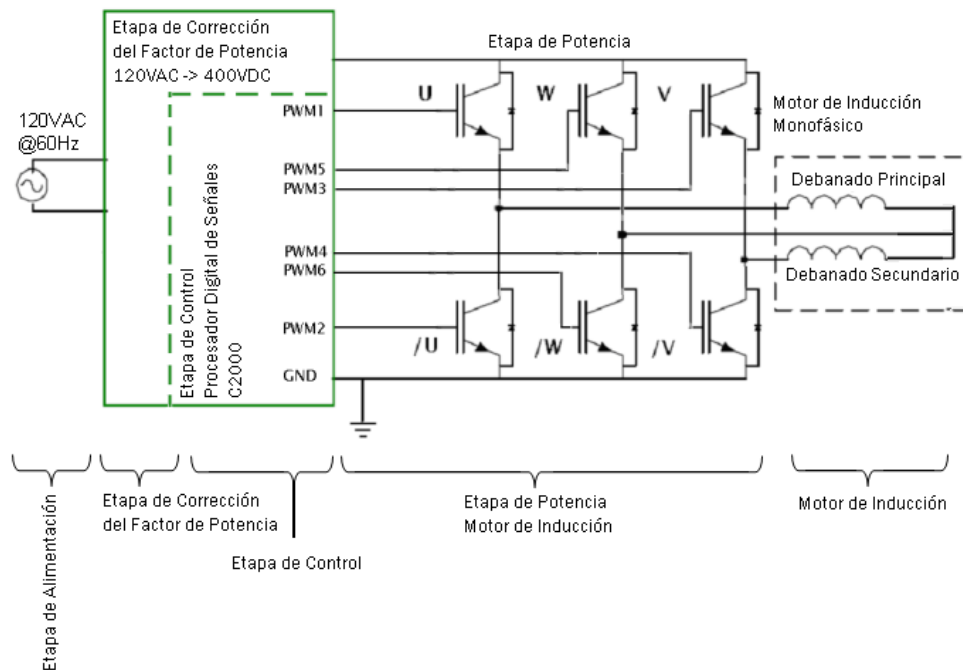 Etapa de Corrección
del Factor de Potencia
120VAC -> 400VDC
Etapa de Potencia
120VAC
@60Hz
PWM1
PWM5
PWM3
PWM4
PWM6
PWM2
GND
Etapa de Control
Procesador Digital de Señales
C2000
U
W
V
/U
/W
/V
Motor de Inducción
Monofásico
Debanado Principal
Debanado Secundario
Etapa de Alimentación
Etapa de Corrección
del Factor de Potencia
Etapa de Control
Etapa de Potencia
Motor de Inducción
Motor de Inducción